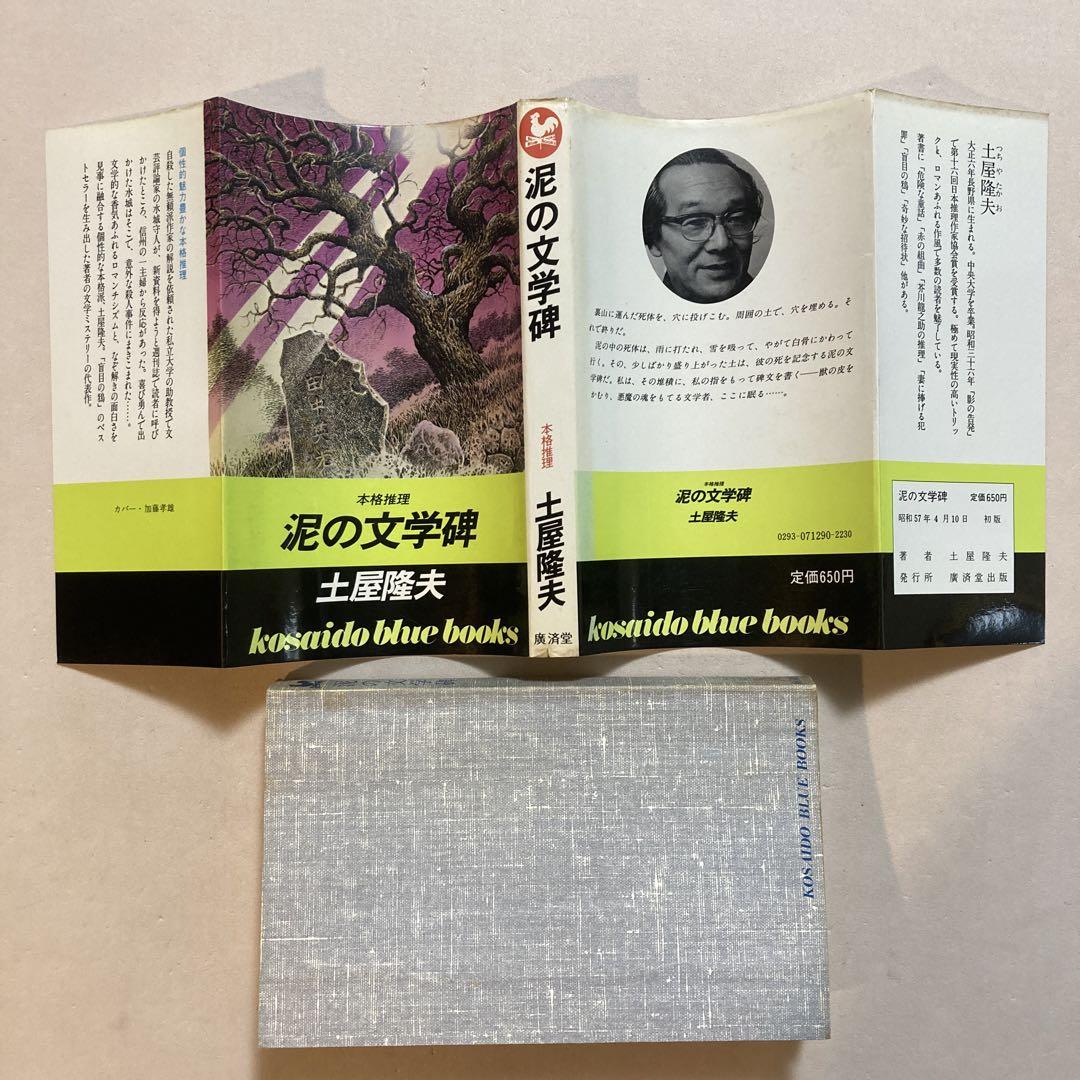 個性的魅力豊かな本格推理
自殺した無頼派作家の解説を依頼された私立大学の助教授で文
芸評論家の水城守人が、新資料を得ようと週刊誌で読者に呼び
かけたところ、信州の一主婦から反応があった。喜び勇んで出
かけた水城はそこで、意外な殺人事件にまきこまれた……。
文学的な香気あふれるロマンチシズムと、なぞ解きの面白さを
見事に融合する個性的な本格派、土屋隆夫。「盲目の鴉」のベス
トセラーを生み出した著者の文学ミステリーの代表作。
カバー・加藤孝雄
田中英光
本格推理
泥の文学碑
土屋隆夫
kosaido blue books
泥の文学碑
本格推理
土屋隆夫
廣済堂
裏山に運んだ死体を、穴に投げこむ。周囲の土で、穴を埋める。そ
れで終りだ。
泥の中の死体は、雨に打たれ、雪を吸って、やがて白骨にかわって
行く。その、少しばかり盛り上がった土は、彼の死を記念する泥の文
学碑だ。私は、その堆積に、私の指をもって碑文を書く――獣の皮を
かむり、悪魔の魂をもてる文学者、ここに眠る……。
本格推理
泥の文学碑
土屋隆夫
0293-071290-2230
定価650円
kosaido blue books
つちやたかお
土屋隆夫
大正六年長野県に生まれる。中央大学を卒業。昭和三十六年、「影の告発」
で第十六回日本推理作家協会賞を受賞する。極めて現実性の高いトリッ
クと、ロマンあふれる作風で多数の読者を魅了している。
著書に「危険な童話」「赤の組曲」「芥川龍之助の推理」「妻に捧げる犯
罪」「盲目の鴉」「奇妙な招待状」他がある。
泥の文学碑 定価650円
昭和57年4月10日 初版
著者 土屋隆夫
発行所 廣済堂出版
KOSAIDO BLUE BOOKS